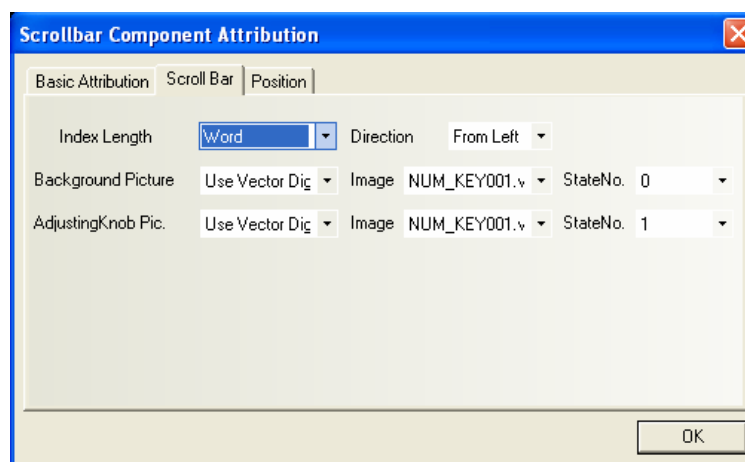 Scrollbar Component Attribution
Basic Attribution Scroll Bar Position
Index Length Word Direction From Left
Background Picture Use Vector Dig Image NUM_KEY001.v StateNo. 0
AdjustingKnob Pic. Use Vector Dig Image NUM_KEY001.v StateNo. 1
OK